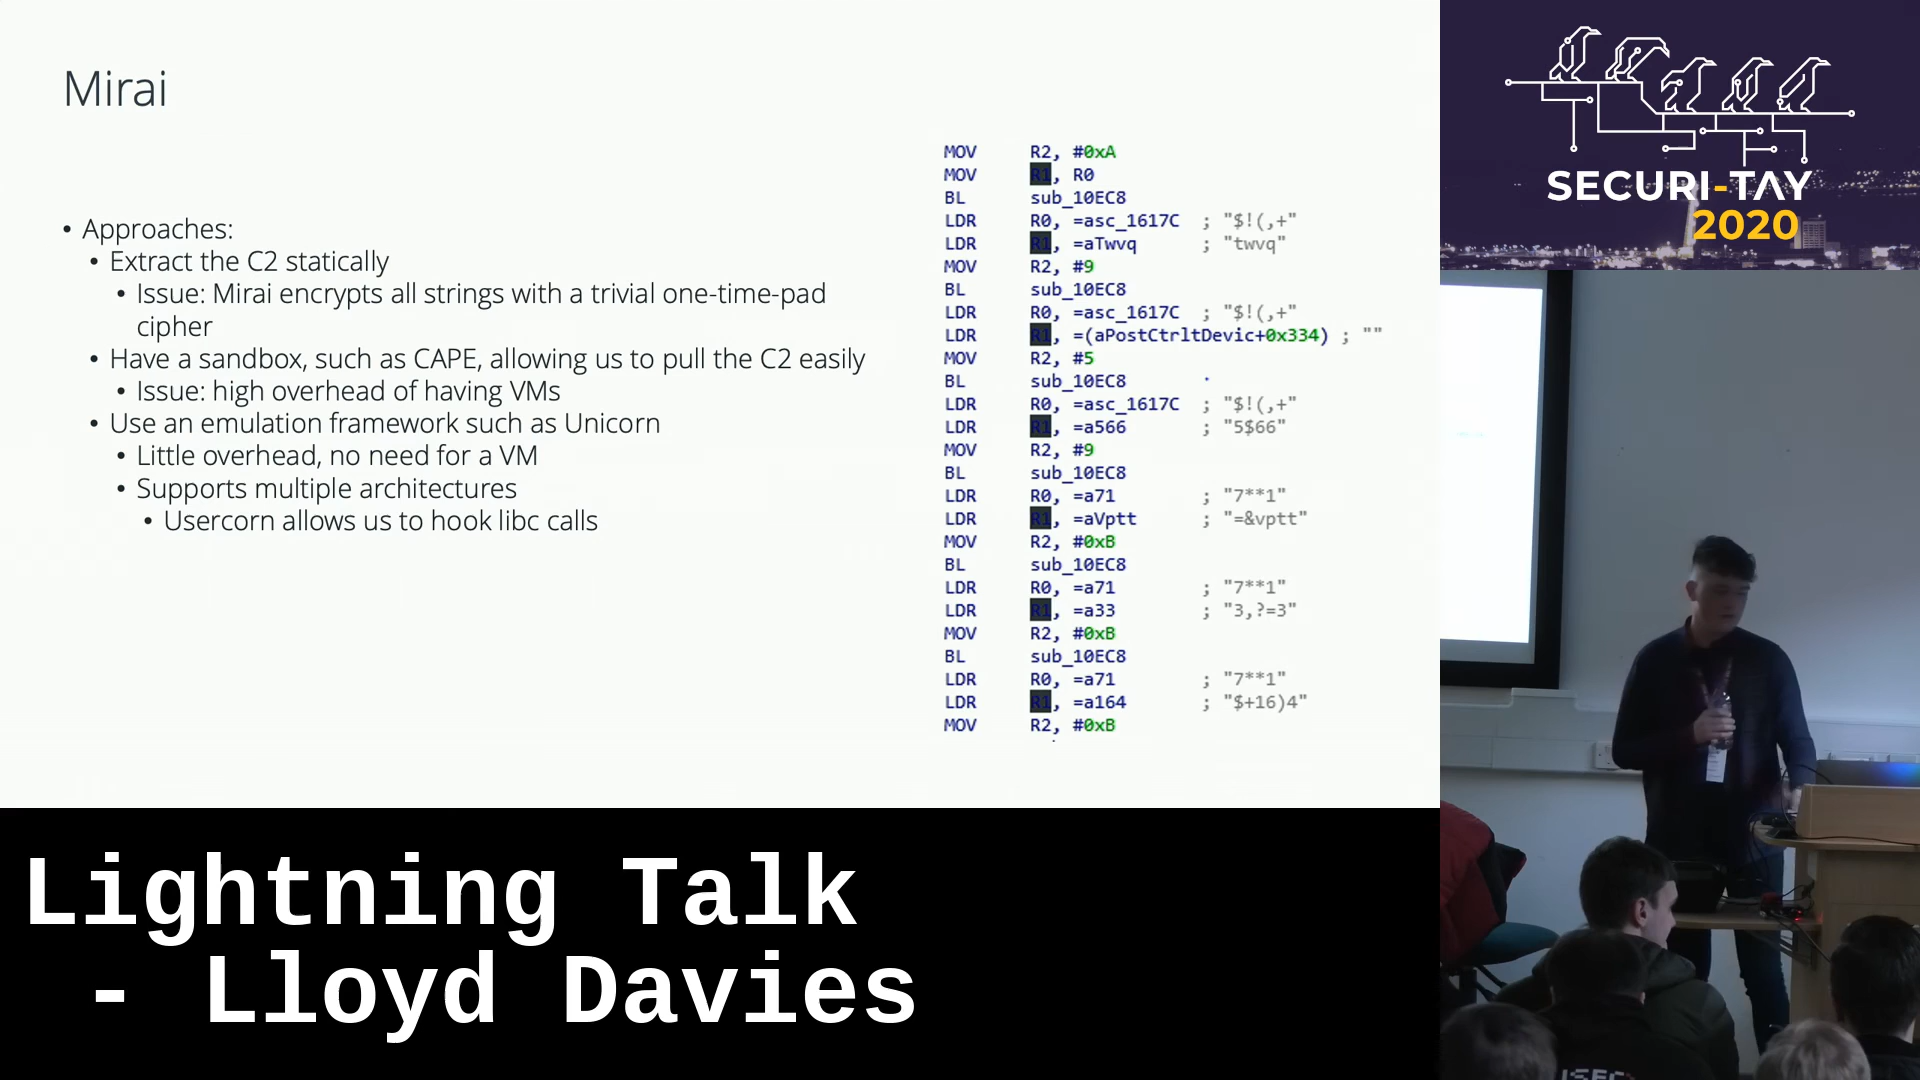 Mirai
• Approaches:
• Extract the C2 statically
• Issue: Mirai encrypts all strings with a trivial one-time-pad
cipher
• Have a sandbox, such as CAPE, allowing us to pull the C2 easily
• Issue: high overhead of having VMs
• Use an emulation framework such as Unicorn
• Little overhead, no need for a VM
• Supports multiple architectures
• Usercorn allows us to hook libc calls
MOV R2, #0xA
MOV R1, R0
BL sub_10EC8
LDR R0, =asc_1617C ; "$!(,+"
LDR R1, =aTwvq ; "twvq"
MOV R2, #9
BL sub_10EC8
LDR R0, =asc_1617C ; "$!(,+"
LDR R1, =(aPostCtrltDevic+0x334) ; ""
MOV R2, #5
BL sub_10EC8
LDR R0, =asc_1617C ; "$!(,+"
LDR R1, =a566 ; "5$66"
MOV R2, #9
BL sub_10EC8
LDR R0, =a71 ; "7**1"
LDR R1, =aVptt ; "=&vptt"
MOV R2, #0xB
BL sub_10EC8
LDR R0, =a71 ; "7**1"
LDR R1, =a33 ; "3,?=3"
MOV R2, #0xB
BL sub_10EC8
LDR R0, =a71 ; "7**1"
LDR R1, =a164 ; "$+16)4"
MOV R2, #0xB
SECURI-TAY
2020
Lightning Talk
- Lloyd Davies